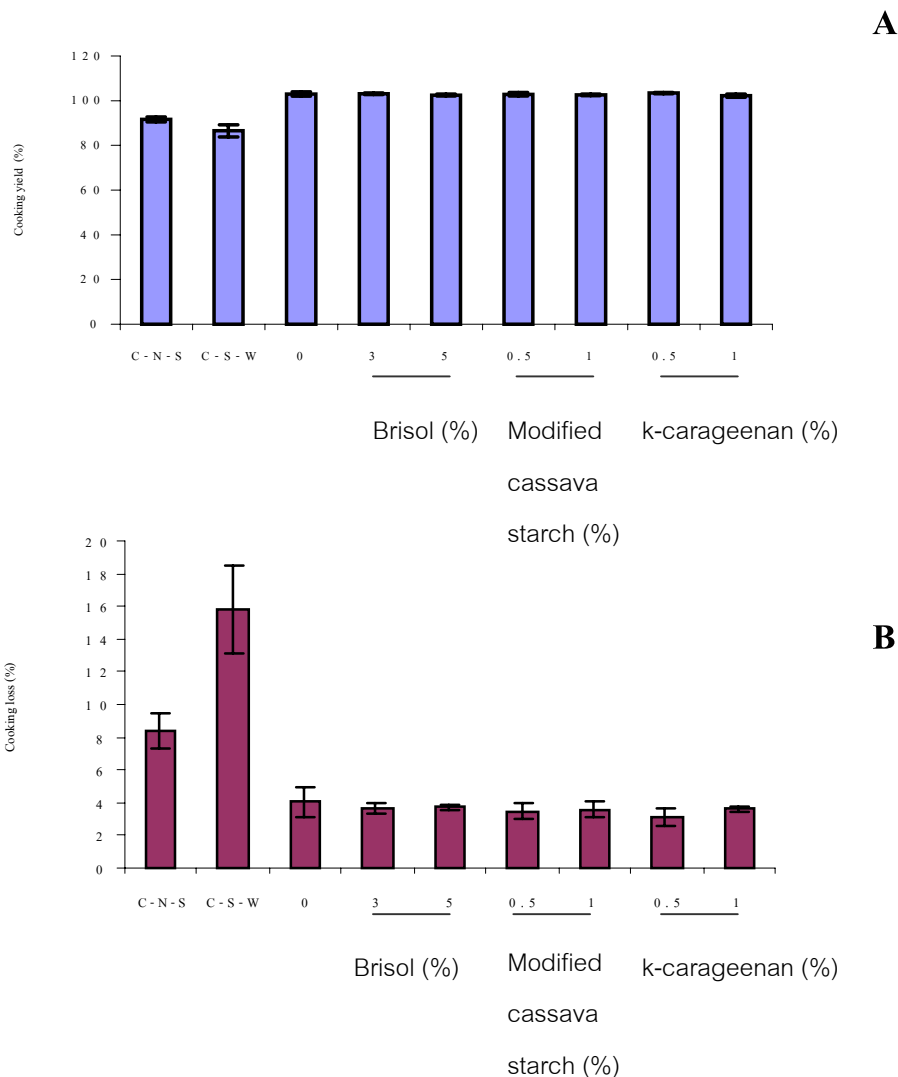 A
120
100
80
60
40
20
0
Cooking yield (%)
C-N-S C-S-W 0 3 5 0.5 1 0.5 1
Brisol (%) Modified k-carageenan (%)
cassava
starch (%)
B
20
18
16
14
12
10
8
6
4
2
0
Cooking loss (%)
C-N-S C-S-W 0 3 5 0.5 1 0.5 1
Brisol (%) Modified k-carageenan (%)
cassava
starch (%)